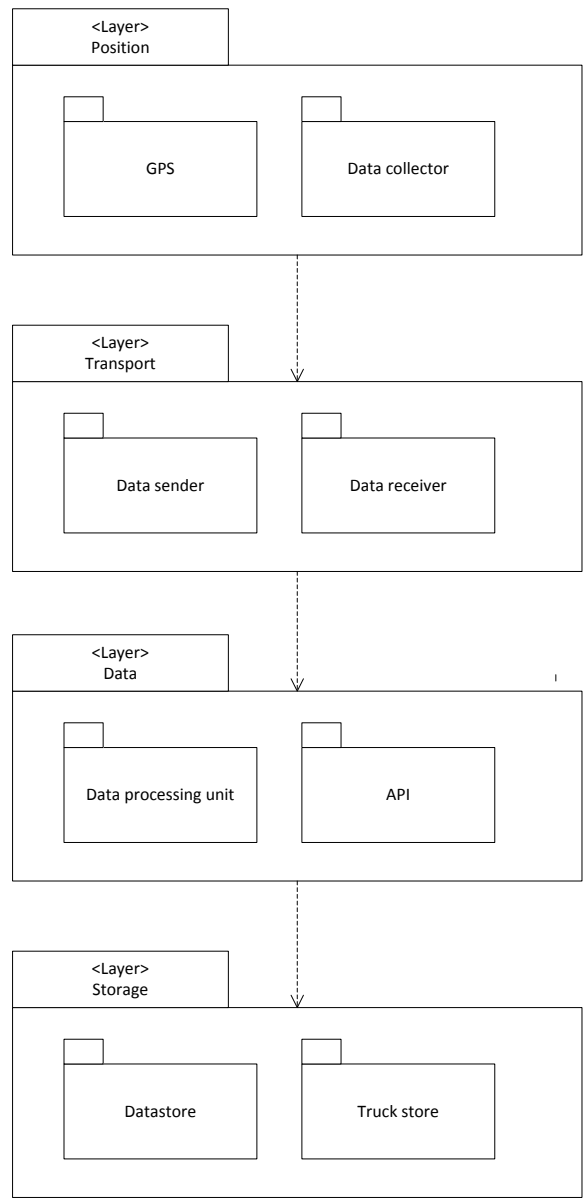 <Layer>
Position
GPS
Data collector
<Layer>
Transport
Data sender
Data receiver
<Layer>
Data
Data processing unit
API
<Layer>
Storage
Datastore
Truck store